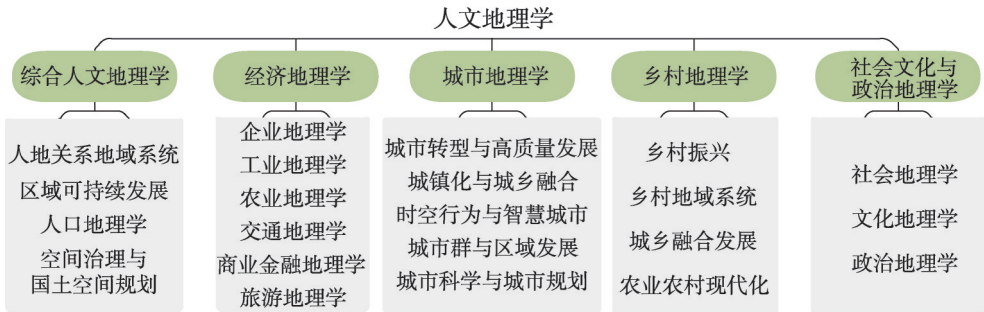 人文地理学
综合人文地理学
人地关系地域系统
区域可持续发展
人口地理学
空间治理与
国土空间规划
经济地理学
企业地理学
工业地理学
农业地理学
交通地理学
商业金融地理学
旅游地理学
城市地理学
城市转型与高质量发展
城镇化与城乡融合
时空行为与智慧城市
城市群与区域发展
城市科学与城市规划
乡村地理学
乡村振兴
乡村地域系统
城乡融合发展
农业农村现代化
社会文化与
政治地理学
社会地理学
文化地理学
政治地理学